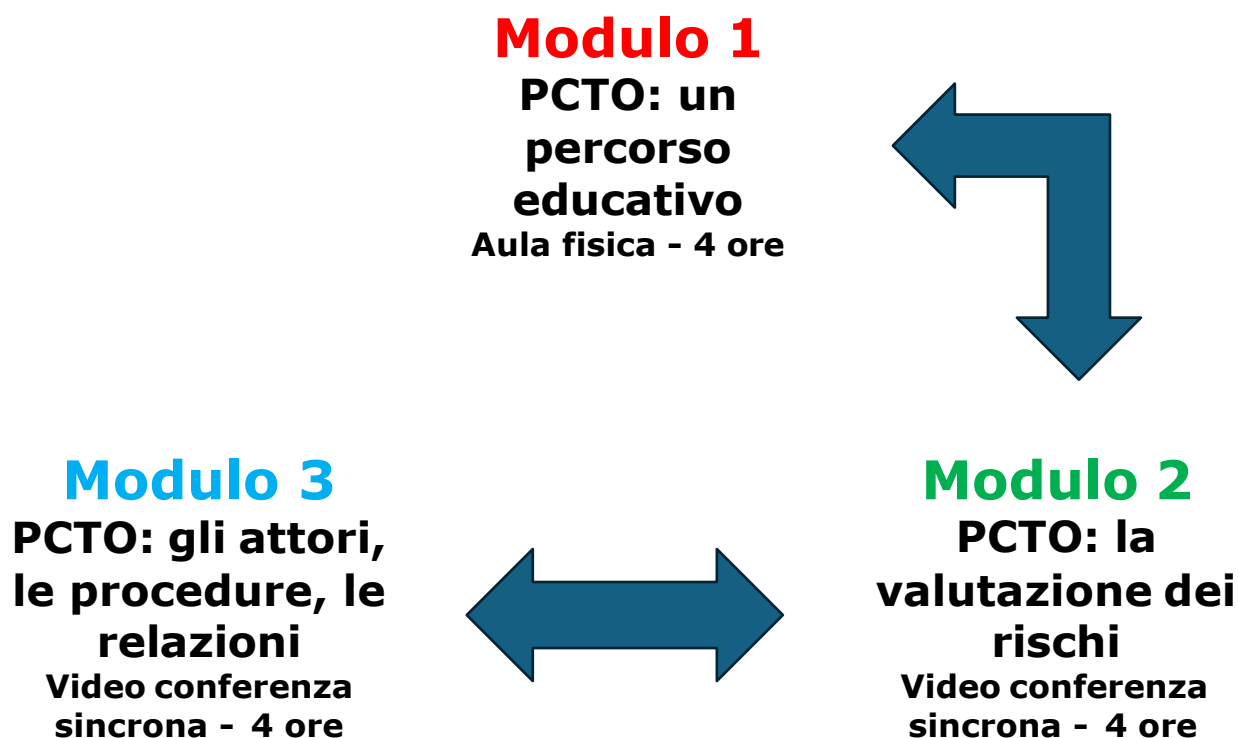 Modulo 1
PCTO: un
percorso
educativo
Aula fisica - 4 ore
Modulo 3
PCTO: gli attori,
le procedure, le
relazioni
Video conferenza
sincrona - 4 ore
Modulo 2
PCTO: la
valutazione dei
rischi
Video conferenza
sincrona - 4 ore